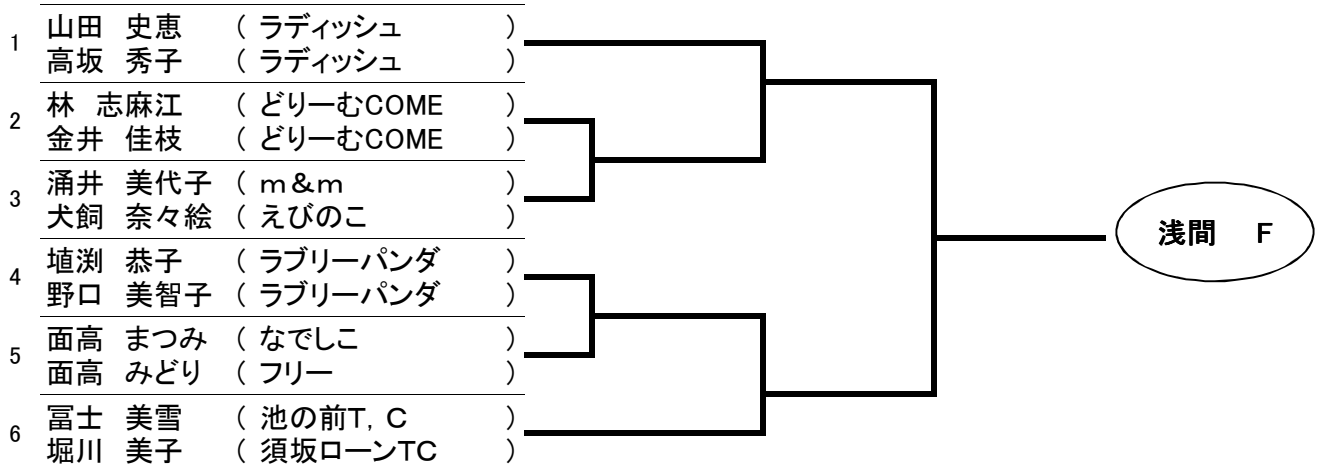 1 山田 史恵 ( ラディッシュ )
高坂 秀子 ( ラディッシュ )
2 林 志麻江 ( どりーむCOME )
金井 佳枝 ( どりーむCOME )
3 涌井 美代子 ( m&m )
犬飼 奈々絵 ( えびのこ )
4 埴渕 恭子 ( ラブリーパンダ )
野口 美智子 ( ラブリーパンダ )
5 面高 まつみ ( なでしこ )
面高 みどり ( フリー )
6 冨士 美雪 ( 池の前T, C )
堀川 美子 ( 須坂ローンTC )
浅間 F